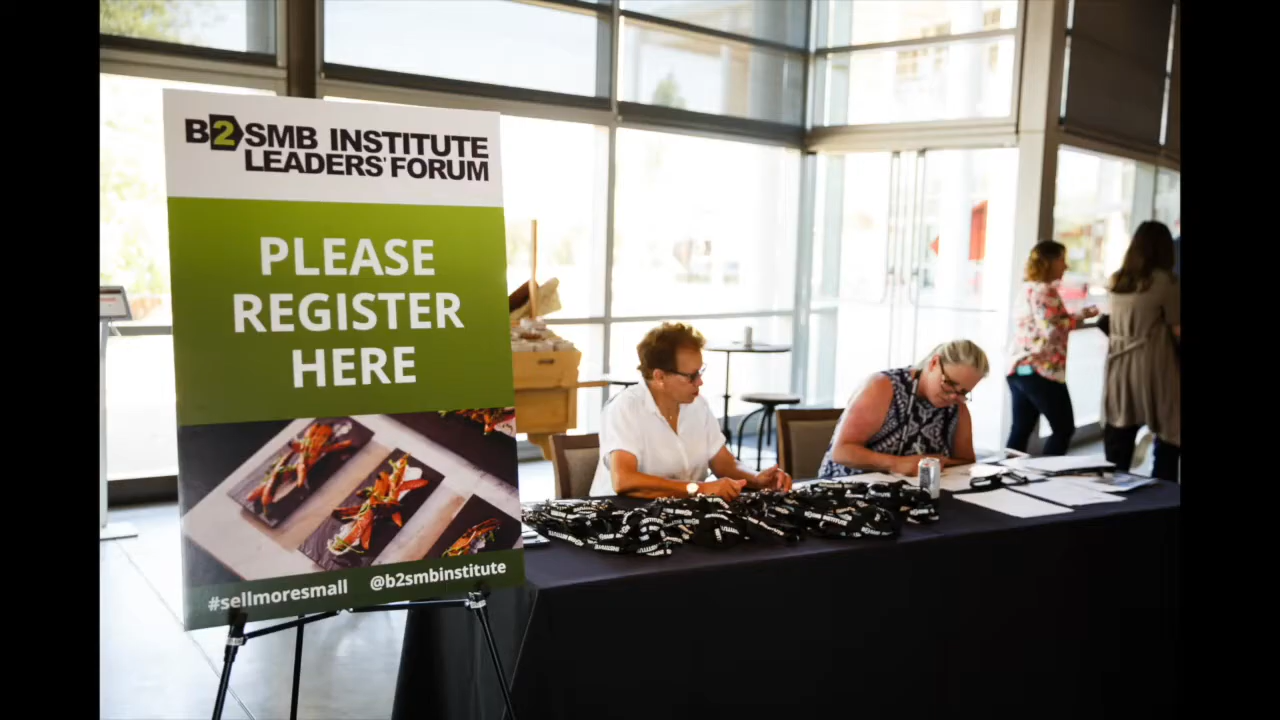 B2SMB INSTITUTE
LEADERS' FORUM
PLEASE
REGISTER
HERE
#sellmoresmall @b2smbinstitute